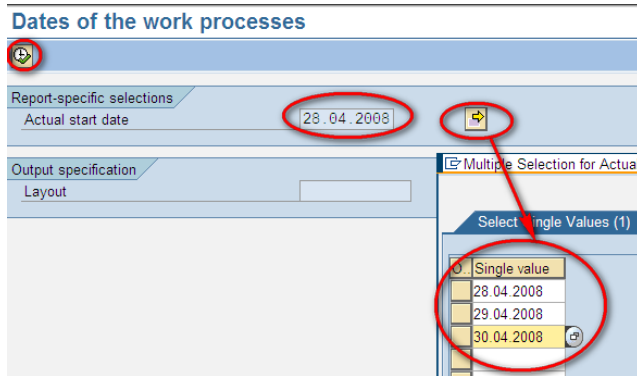 Dates of the work processes
Report-specific selections
Actual start date 28.04.2008
Output specification
Layout
Multiple Selection for Actua
Select Single Values (1)
O.. Single value
28.04.2008
29.04.2008
30.04.2008